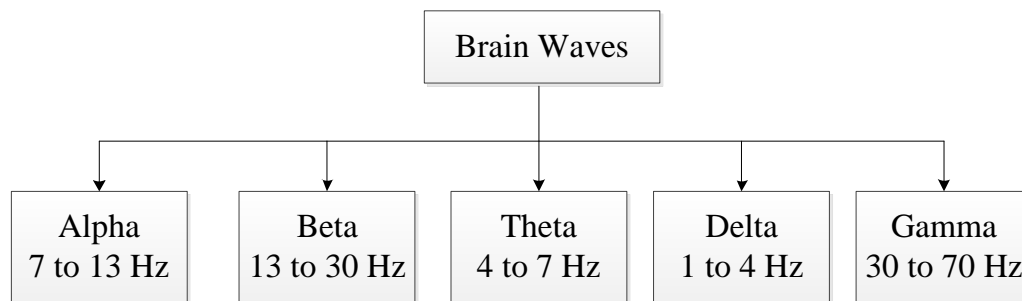 Brain Waves
Alpha
7 to 13 Hz
Beta
13 to 30 Hz
Theta
4 to 7 Hz
Delta
1 to 4 Hz
Gamma
30 to 70 Hz